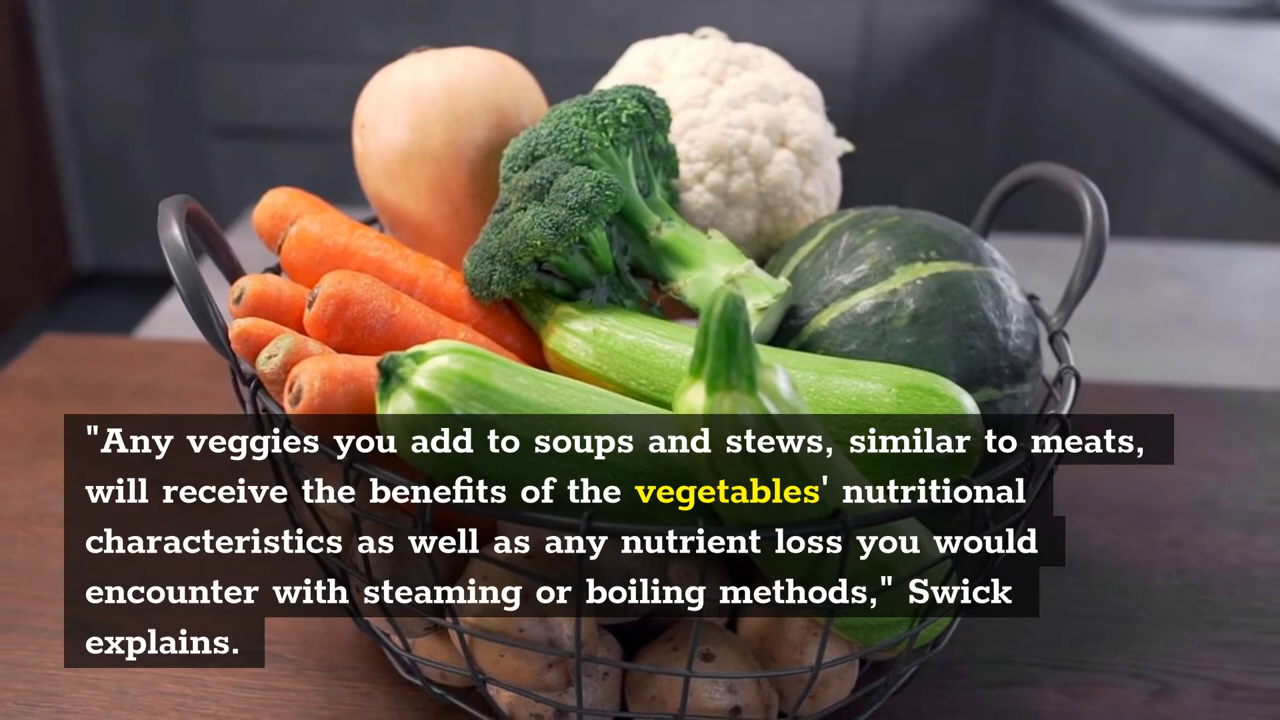 "Any veggies you add to soups and stews, similar to meats,
will receive the benefits of the vegetables' nutritional
characteristics as well as any nutrient loss you would
encounter with steaming or boiling methods," Swick
explains.